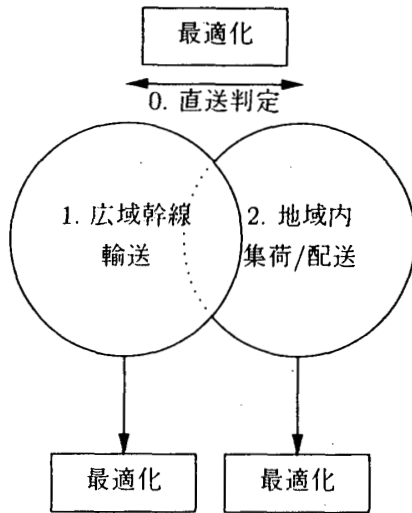 最適化
0. 直送判定
1. 広域幹線
輸送
2. 地域内
集荷/配送
最適化
最適化